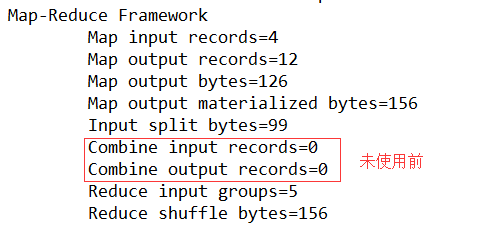 Map-Reduce Framework
Map input records=4
Map output records=12
Map output bytes=126
Map output materialized bytes=156
Input split bytes=99
Combine input records=0
Combine output records=0
未使用前
Reduce input groups=5
Reduce shuffle bytes=156